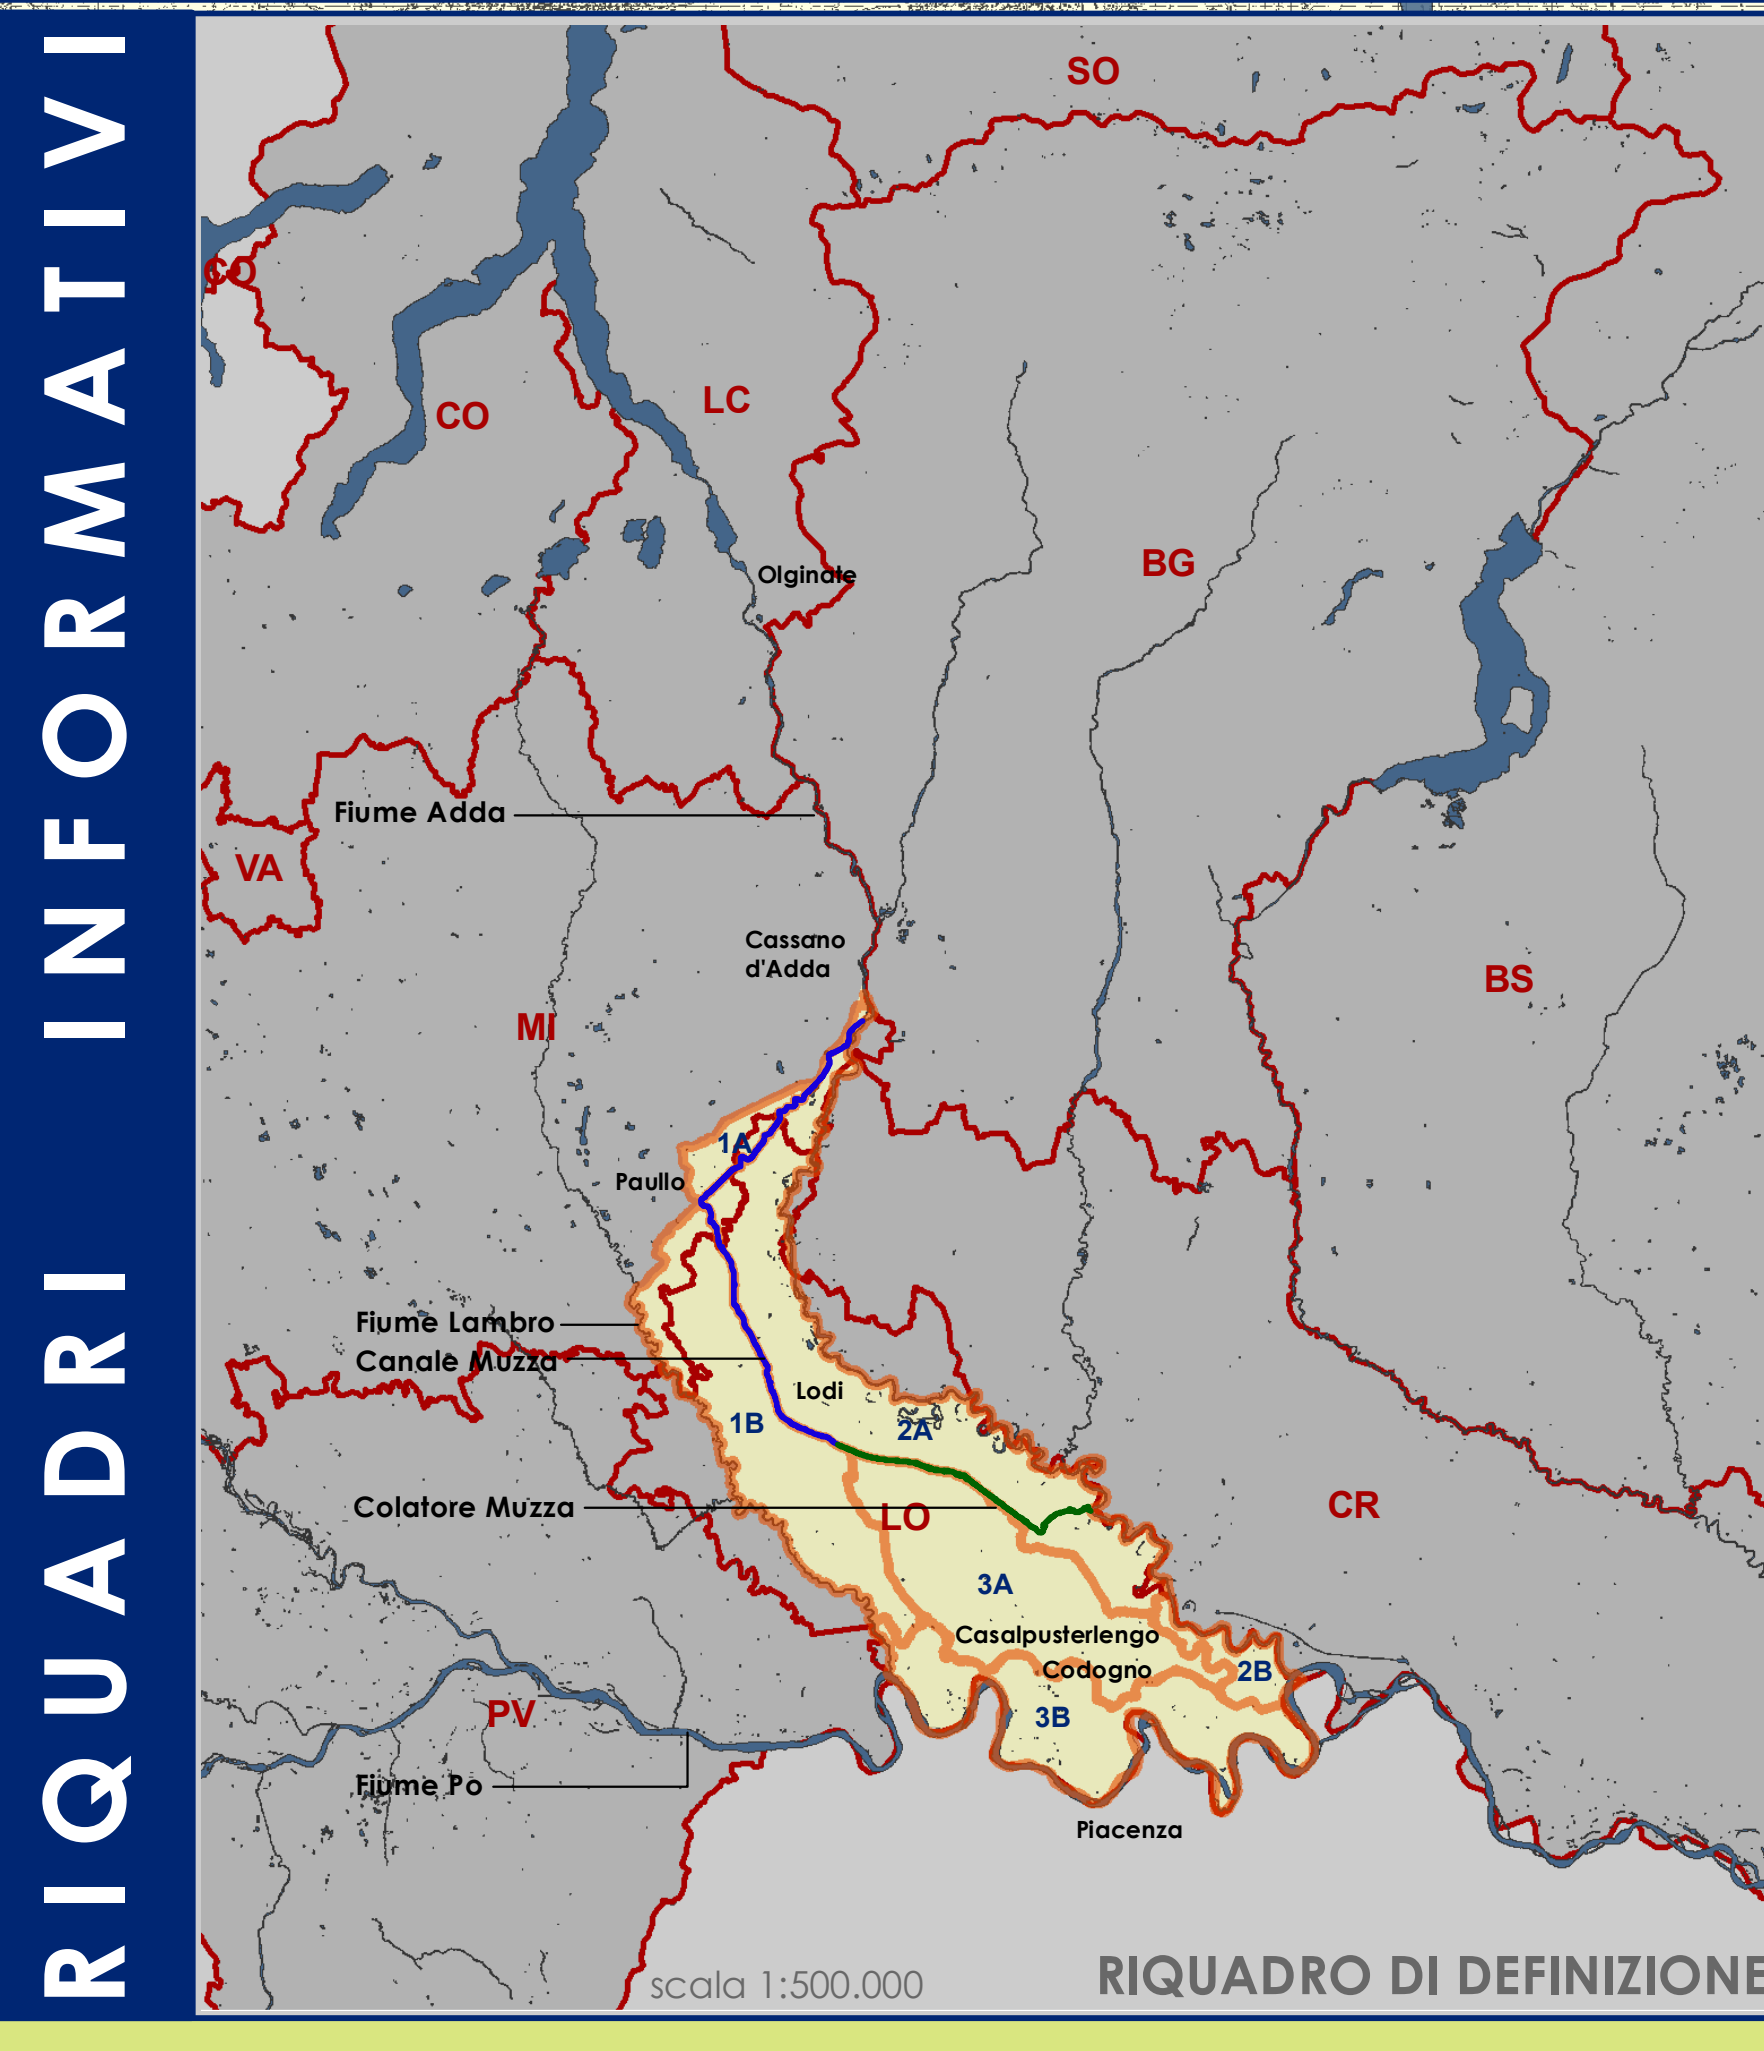 RIQUADRI INFORMATIVI
SO
CO
LC
CO
Olginate
BG
Fiume Adda
VA
Cassano
d'Adda
BS
MI
1A
Paullo
Fiume Lambro
Canale Muzza
Lodi
1B
2A
Colatore Muzza
LO
CR
3A
Casalpusterlengo
Codogno
2B
PV
3B
Fiume Po
Piacenza
scala 1:500.000
RIQUADRO DI DEFINIZIONE